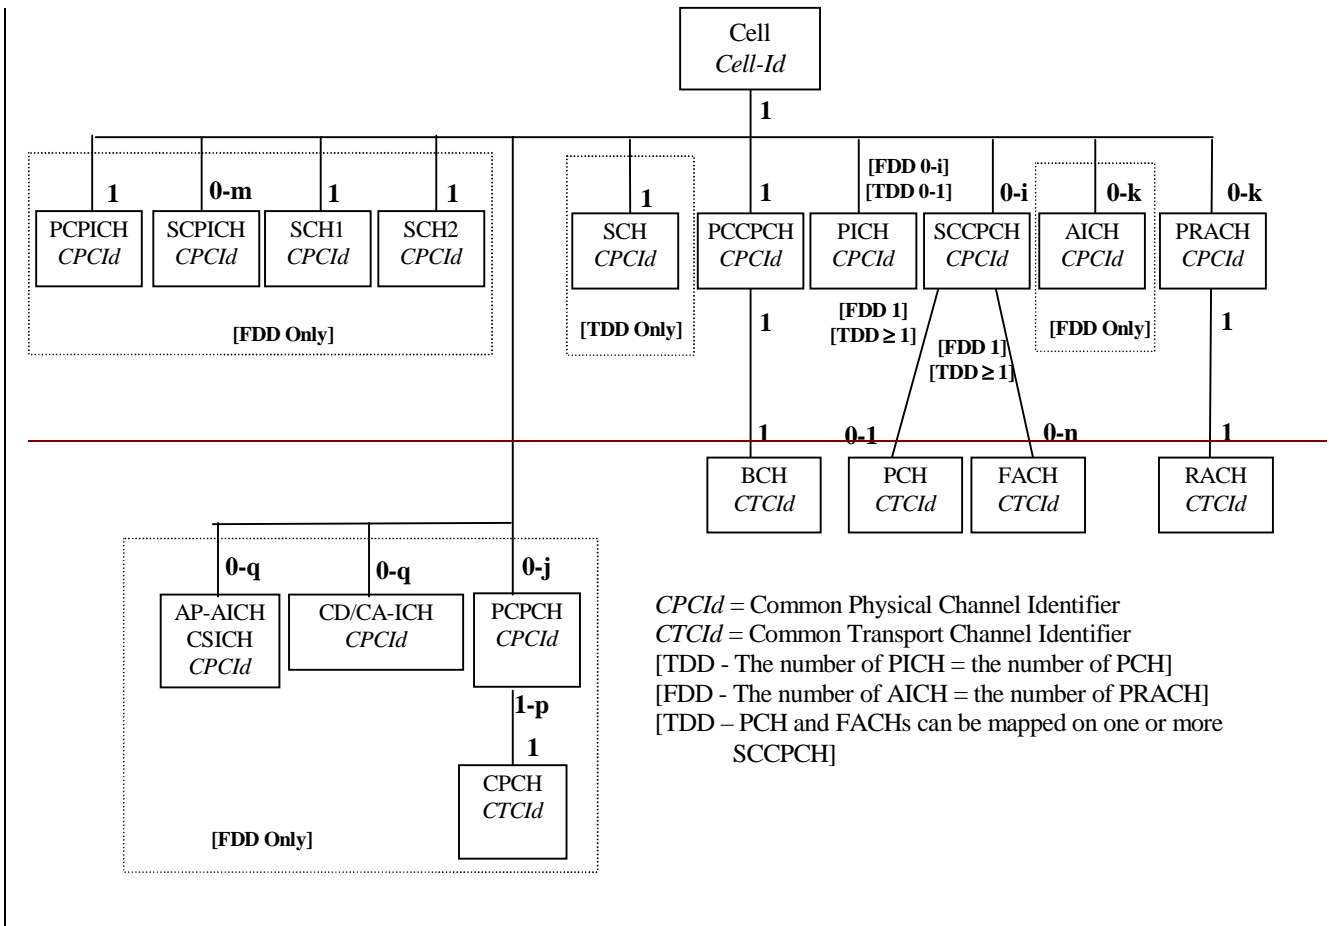 Cell
Cell-Id
1
1
0-m
1
1
1
1
[FDD 0-i]
[TDD 0-1]
0-i
0-k
0-k
PCPICH
CPCId
SCPICH
CPCId
SCH1
CPCId
SCH2
CPCId
SCH
CPCId
PCCPCH
CPCId
PICH
CPCId
SCCPCH
CPCId
AICH
CPCId
PRACH
CPCId
[FDD Only]
[TDD Only]
1
[FDD 1]
[TDD ≥ 1]
[FDD 1]
[TDD ≥ 1]
[FDD Only]
1
1
0-1
0-n
1
BCH
CTCId
PCH
CTCId
FACH
CTCId
RACH
CTCId
0-q
0-q
0-j
AP-AICH
CSICH
CPCId
CD/CA-ICH
CPCId
PCPCH
CPCId
1-p
1
CPCH
CTCId
[FDD Only]
CPCId = Common Physical Channel Identifier
CTCId = Common Transport Channel Identifier
[TDD - The number of PICH = the number of PCH]
[FDD - The number of AICH = the number of PRACH]
[TDD – PCH and FACHs can be mapped on one or more
SCCPCH]